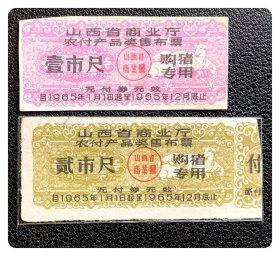 山西省商业厅
农付产品奖售布票
壹市尺
山西省
商业厅
购猪
专用
无付券无效
自1965年1月1日起至1965年12月底止
山西省商业厅
农付产品奖售布票
贰市尺
山西省
商业厅
购猪
专用
付
无付券无效
自1965年1月1日起至1965年12月底止